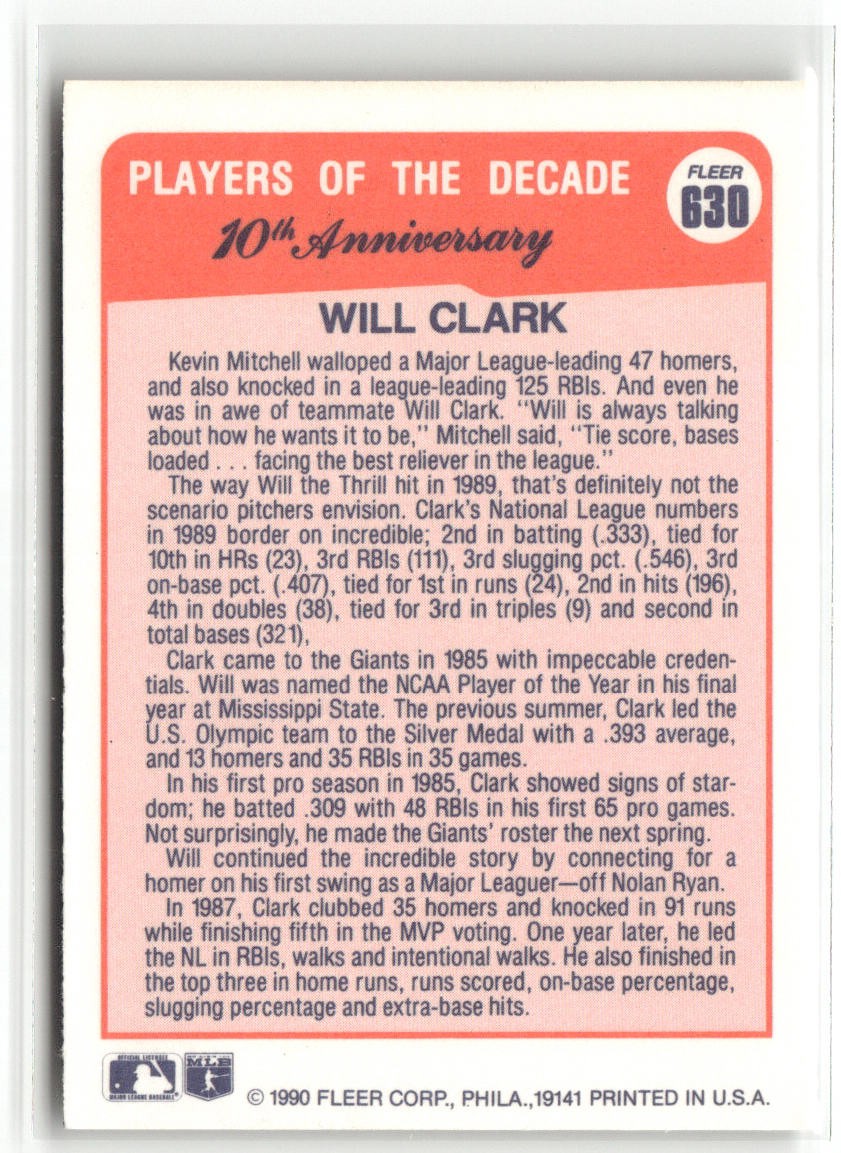 PLAYERS OF THE DECADE
FLEER
630
10th Anniversary
WILL CLARK
Kevin Mitchell walloped a Major League-leading 47 homers,
and also knocked in a league-leading 125 RBIs. And even he
was in awe of teammate Will Clark. "Will is always talking
about how he wants it to be," Mitchell said, "Tie score, bases
loaded . . . facing the best reliever in the league."
The way Will the Thrill hit in 1989, that's definitely not the
scenario pitchers envision. Clark's National League numbers
in 1989 border on incredible; 2nd in batting (.333), tied for
10th in HRs (23), 3rd RBIs (111), 3rd slugging pct. (.546), 3rd
on-base pct. (.407), tied for 1st in runs (24), 2nd in hits (196),
4th in doubles (38), tied for 3rd in triples (9) and second in
total bases (321),
Clark came to the Giants in 1985 with impeccable creden-
tials. Will was named the NCAA Player of the Year in his final
year at Mississippi State. The previous summer, Clark led the
U.S. Olympic team to the Silver Medal with a .393 average,
and 13 homers and 35 RBIs in 35 games.
In his first pro season in 1985, Clark showed signs of star-
dom; he batted .309 with 48 RBIs in his first 65 pro games.
Not surprisingly, he made the Giants' roster the next spring.
Will continued the incredible story by connecting for a
homer on his first swing as a Major Leaguer—off Nolan Ryan.
In 1987, Clark clubbed 35 homers and knocked in 91 runs
while finishing fifth in the MVP voting. One year later, he led
the NL in RBIs, walks and intentional walks. He also finished in
the top three in home runs, runs scored, on-base percentage,
slugging percentage and extra-base hits.
OFFICIAL LICENSEE
MAJOR LEAGUE BASEBALL
MLB
© 1990 FLEER CORP., PHILA.,19141 PRINTED IN U.S.A.